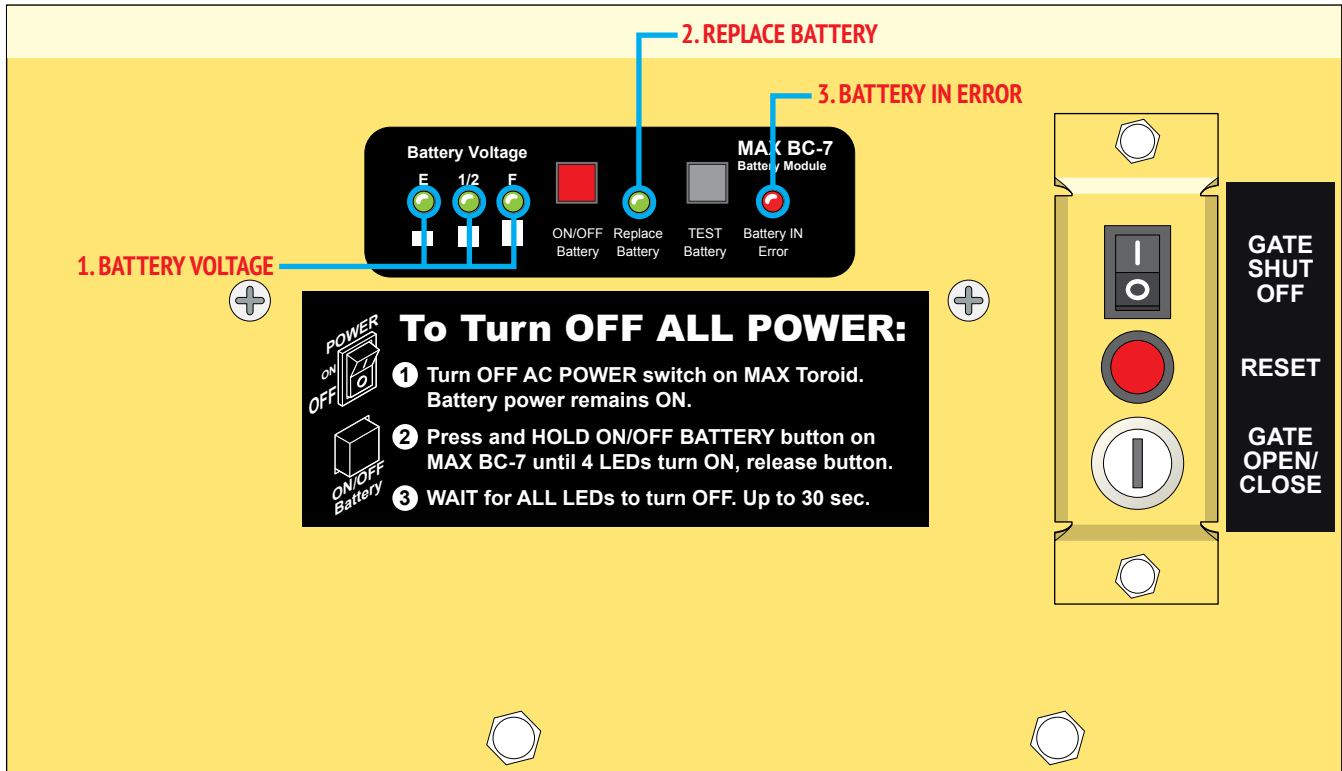 2. REPLACE BATTERY
3. BATTERY IN ERROR
Battery Voltage
E 1/2 F
MAX BC-7
Battery Module
ON/OFF
Battery
Replace
Battery
TEST
Battery
Battery IN
Error
1. BATTERY VOLTAGE
POWER
ON
OFF
I
O
To Turn OFF ALL POWER:
1 Turn OFF AC POWER switch on MAX Toroid.
Battery power remains ON.
2 Press and HOLD ON/OFF BATTERY button on
MAX BC-7 until 4 LEDs turn ON, release button.
ON/OFF
Battery
3 WAIT for ALL LEDs to turn OFF. Up to 30 sec.
I
O
GATE
SHUT
OFF
RESET
GATE
OPEN/
CLOSE